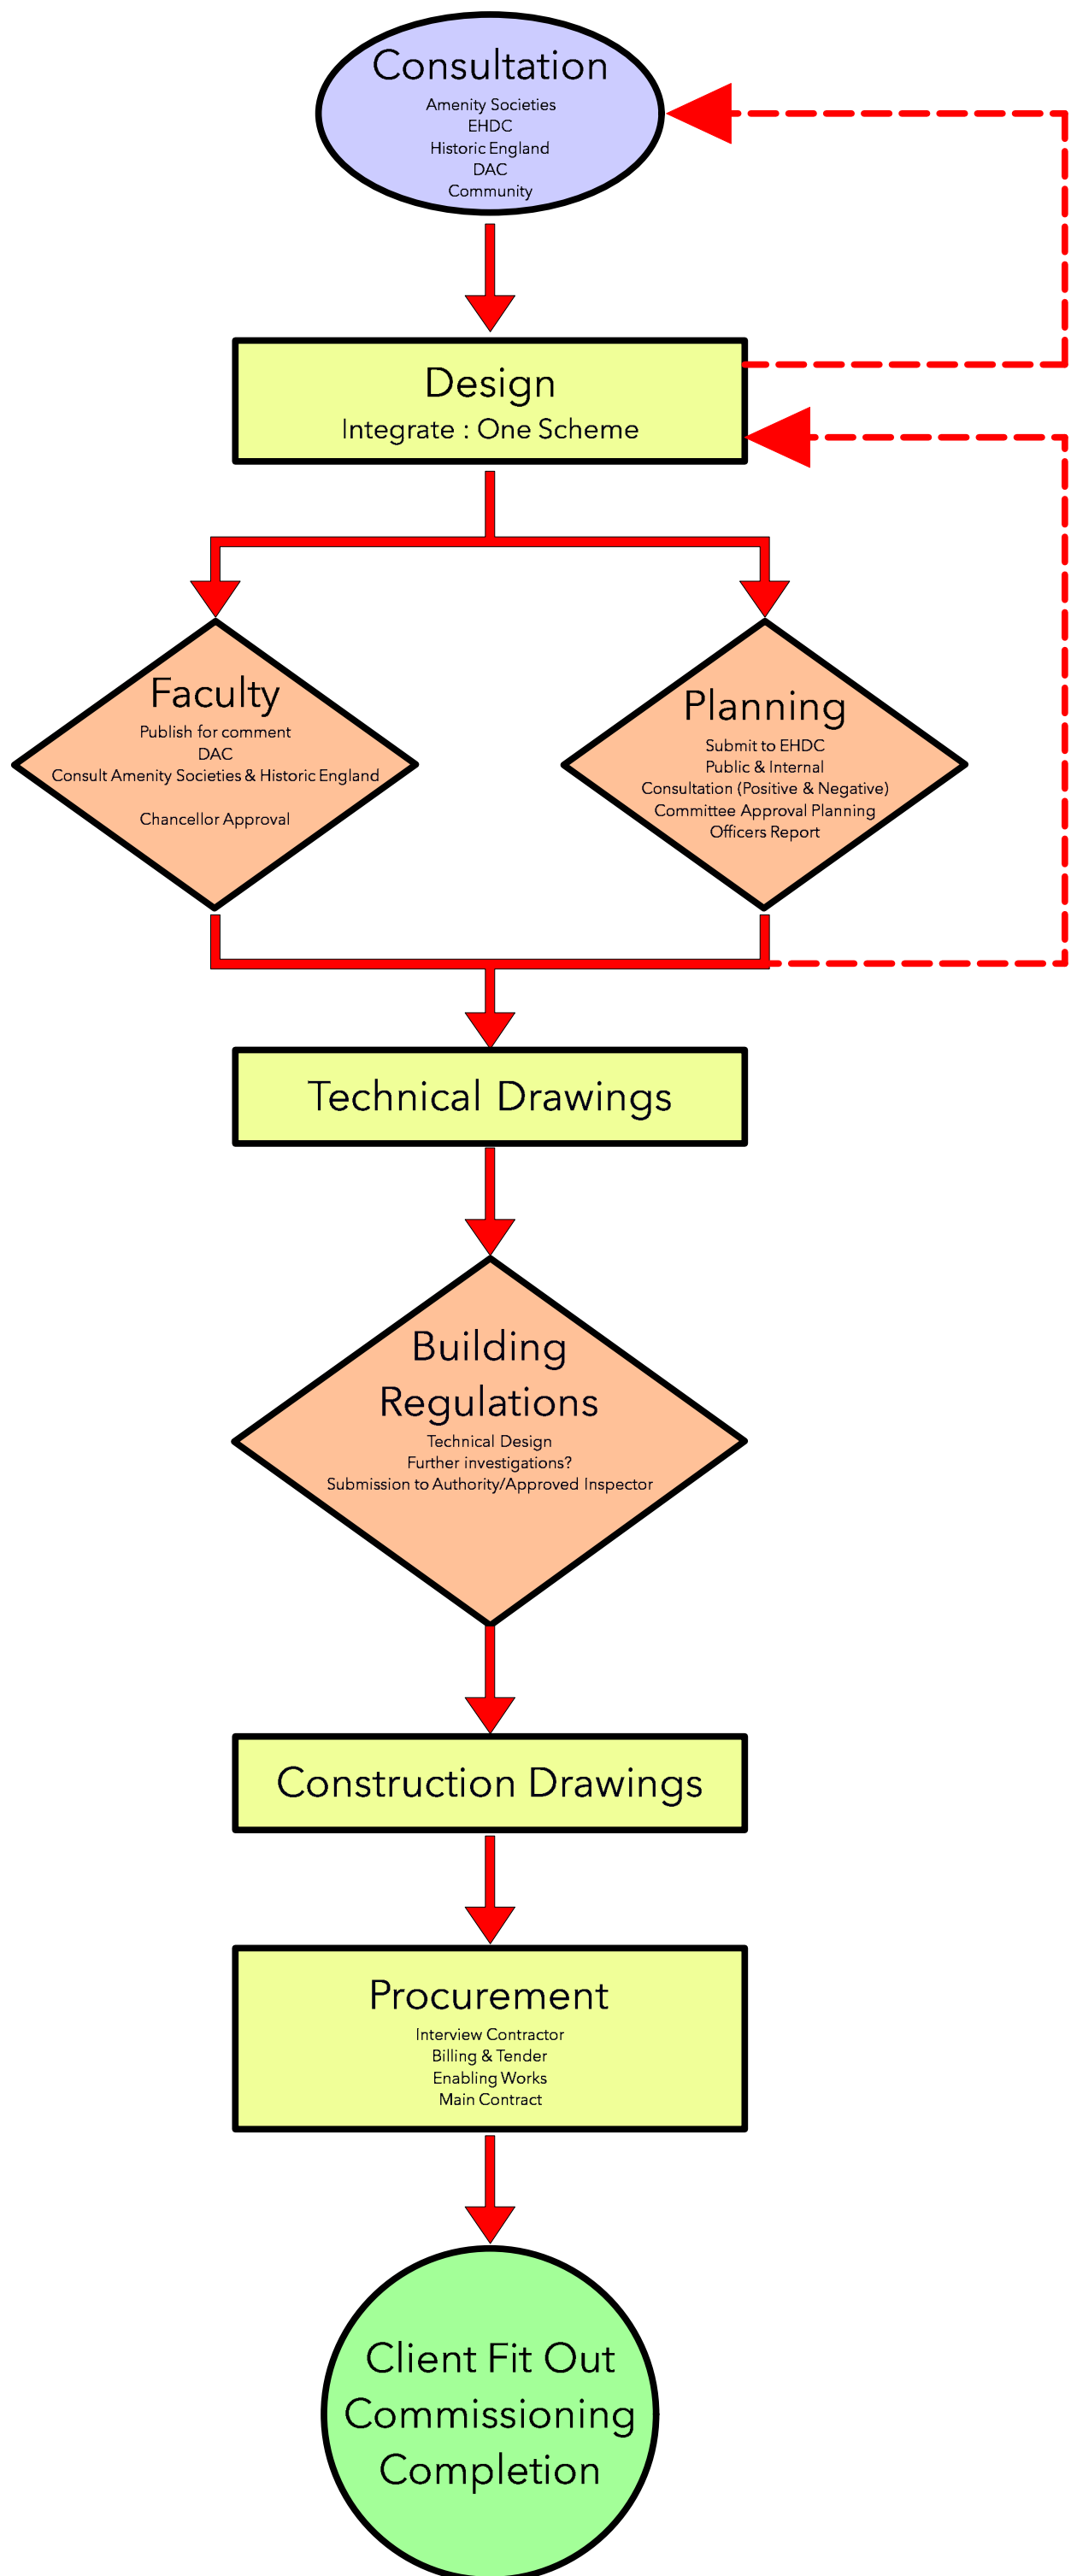 Consultation
Amenity Societies
EHDC
Historic England
DAC
Community
Design
Integrate : One Scheme
Faculty
Publish for comment
DAC
Consult Amenity Societies & Historic England
Chancellor Approval
Planning
Submit to EHDC
Public & Internal
Consultation (Positive & Negative)
Committee Approval Planning
Officers Report
Technical Drawings
Building
Regulations
Technical Design
Further investigations?
Submission to Authority/Approved Inspector
Construction Drawings
Procurement
Interview Contractor
Billing & Tender
Enabling Works
Main Contract
Client Fit Out
Commissioning
Completion